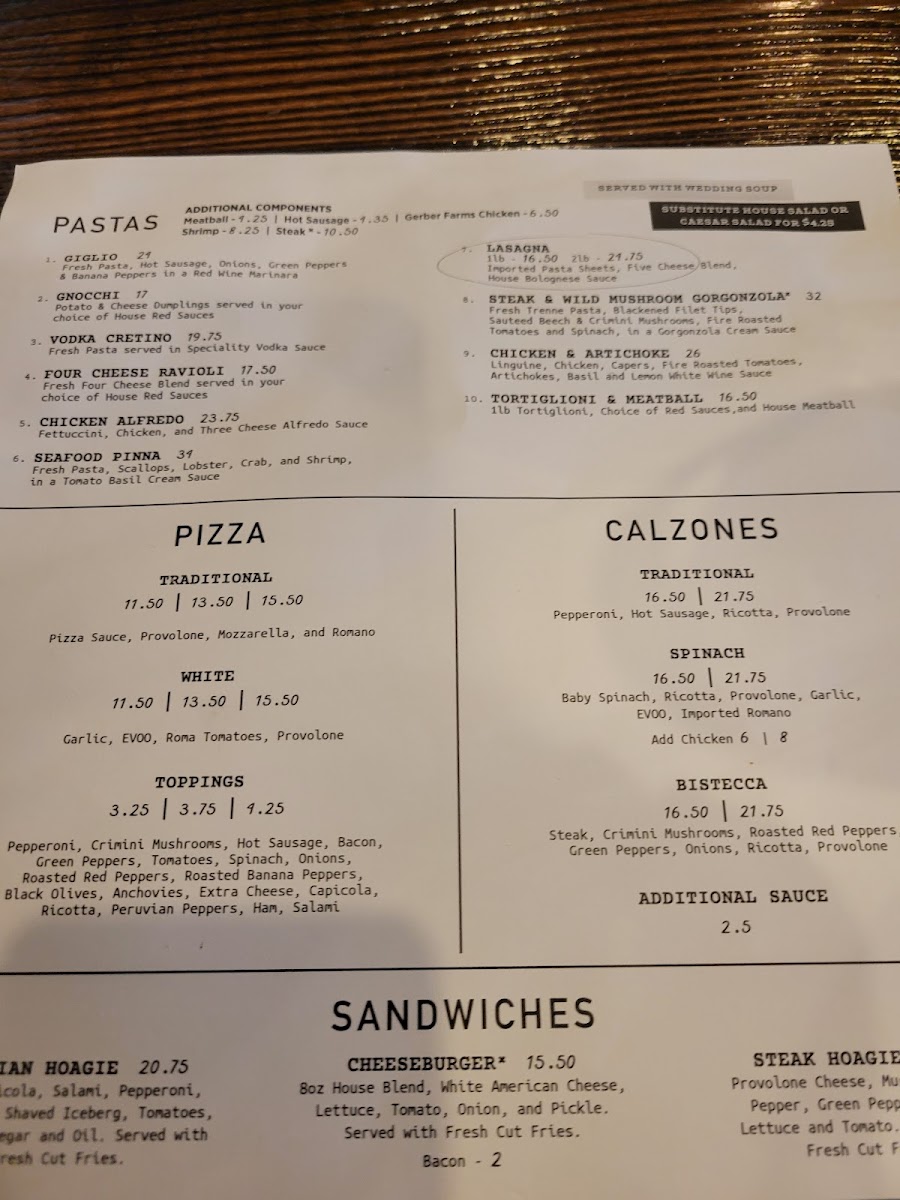 SERVED WITH WEDDING SOUP
SUBSTITUTE HOUSE SALAD OR
CAESAR SALAD FOR $4.25
PASTAS
ADDITIONAL COMPONENTS
Meatball - 4.25 | Hot Sausage - 4.35 | Gerber Farms Chicken - 6.50
Shrimp - 8.25 | Steak * - 10.50
1. GIGLIO 24
Fresh Pasta, Hot Sausage, Onions, Green Peppers
& Banana Peppers in a Red Wine Marinara
2. GNOCCHI 17
Potato & Cheese Dumplings served in your
choice of House Red Sauces
3. VODKA CRETINO 19.75
Fresh Pasta served in Speciality Vodka Sauce
4. FOUR CHEESE RAVIOLI 17.50
Fresh Four Cheese Blend served in your
choice of House Red Sauces
5. CHICKEN ALFREDO 23.75
Fettuccini, Chicken, and Three Cheese Alfredo Sauce
6. SEAFOOD PINNA 34
Fresh Pasta, Scallops, Lobster, Crab, and Shrimp,
in a Tomato Basil Cream Sauce
7. LASAGNA
1lb - 16.50 2lb - 24.75
Imported Pasta Sheets, Five Cheese Blend,
House Bolognese Sauce
8. STEAK & WILD MUSHROOM GORGONZOLA* 32
Fresh Trenne Pasta, Blackened Filet Tips,
Sauteed Beech & Crimini Mushrooms, Fire Roasted
Tomatoes and Spinach, in a Gorgonzola Cream Sauce
9. CHICKEN & ARTICHOKE 26
Linguine, Chicken, Capers, Fire Roasted Tomatoes,
Artichokes, Basil and Lemon White Wine Sauce
10. TORTIGLIONI & MEATBALL 16.50
1lb Tortiglioni, Choice of Red Sauces,and House Meatball
PIZZA
TRADITIONAL
11.50 | 13.50 | 15.50
Pizza Sauce, Provolone, Mozzarella, and Romano
WHITE
11.50 | 13.50 | 15.50
Garlic, EVOO, Roma Tomatoes, Provolone
TOPPINGS
3.25 | 3.75 | 4.25
Pepperoni, Crimini Mushrooms, Hot Sausage, Bacon,
Green Peppers, Tomatoes, Spinach, Onions,
Roasted Red Peppers, Roasted Banana Peppers,
Black Olives, Anchovies, Extra Cheese, Capicola,
Ricotta, Peruvian Peppers, Ham, Salami
CALZONES
TRADITIONAL
16.50 | 21.75
Pepperoni, Hot Sausage, Ricotta, Provolone
SPINACH
16.50 | 21.75
Baby Spinach, Ricotta, Provolone, Garlic,
EVOO, Imported Romano
Add Chicken 6 | 8
BISTECCA
16.50 | 21.75
Steak, Crimini Mushrooms, Roasted Red Peppers
Green Peppers, Onions, Ricotta, Provolone
ADDITIONAL SAUCE
2.5
SANDWICHES
IAN HOAGIE 20.75
icola, Salami, Pepperoni,
Shaved Iceberg, Tomatoes,
egar and Oil. Served with
resh Cut Fries.
CHEESEBURGER* 15.50
8oz House Blend, White American Cheese,
Lettuce, Tomato, Onion, and Pickle.
Served with Fresh Cut Fries.
Bacon - 2
STEAK HOAGIE
Provolone Cheese, Mu
Pepper, Green Pepp
Lettuce and Tomato.
Fresh Cut F